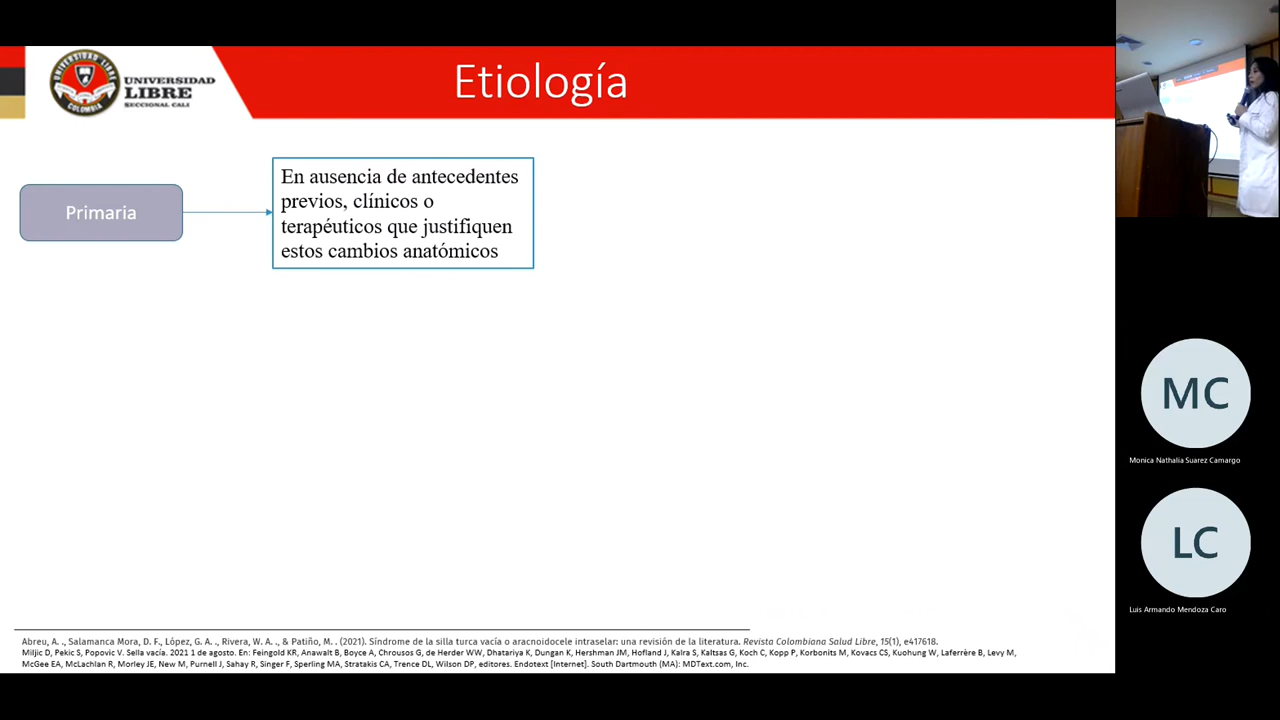 UNIVERSIDAD LIBRE
COLOMBIA
UNIVERSIDAD
LIBRE
SECCIONAL CALI
Etiología
Primaria
En ausencia de antecedentes
previos, clínicos o
terapéuticos que justifiquen
estos cambios anatómicos
MC
Monica Nathalia Suarez Camargo
LC
Luis Armando Mendoza Caro
Abreu, A. ., Salamanca Mora, D. F., López, G. A. ., Rivera, W. A. ., & Patiño, M. . (2021). Síndrome de la silla turca vacía o aracnoidocele intraselar: una revisión de la literatura. Revista Colombiana Salud Libre, 15(1), e417618.
Miljic D, Pekic S, Popovic V. Sella vacía. 2021 1 de agosto. En: Feingold KR, Anawalt B, Boyce A, Chrousos G, de Herder WW, Dhatariya K, Dungan K, Hershman JM, Hofland J, Kalra S, Kaltsas G, Koch C, Kopp P, Korbonits M, Kovacs CS, Kuohung W, Laferrère B, Levy M,
McGee EA, McLachlan R, Morley JE, New M, Purnell J, Sahay R, Singer F, Sperling MA, Stratakis CA, Trence DL, Wilson DP, editores. Endotext [Internet]. South Dartmouth (MA): MDText.com, Inc.